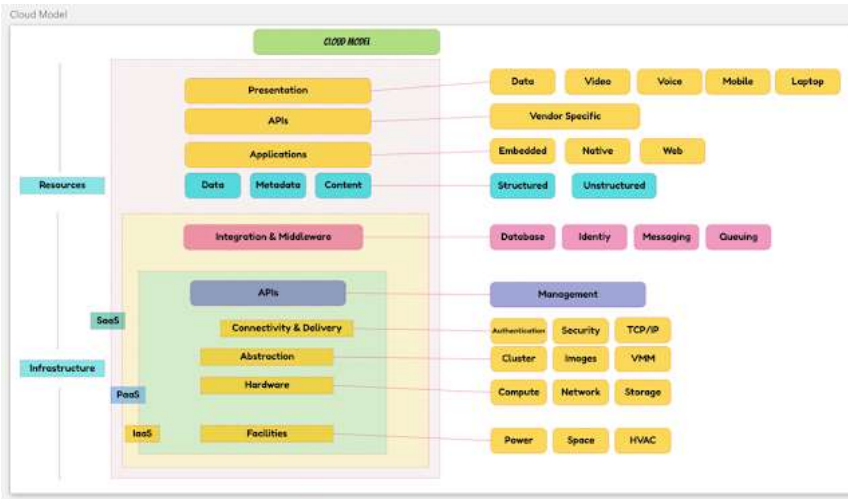 Cloud Model
CLOUD MODEL
Presentation
Data Video Voice Mobile Laptop
APIs
Vendor Specific
Applications
Embedded Native Web
Resources
Data Metadata Content
Structured Unstructured
Integration & Middleware
Database Identiy Messaging Queuing
APIs
Management
SaaS
Connectivity & Delivery
Authentication Security TCP/IP
Abstraction
Cluster Images VMM
Infrastructure
Hardware
Compute Network Storage
PaaS
IaaS
Facilities
Power Space HVAC